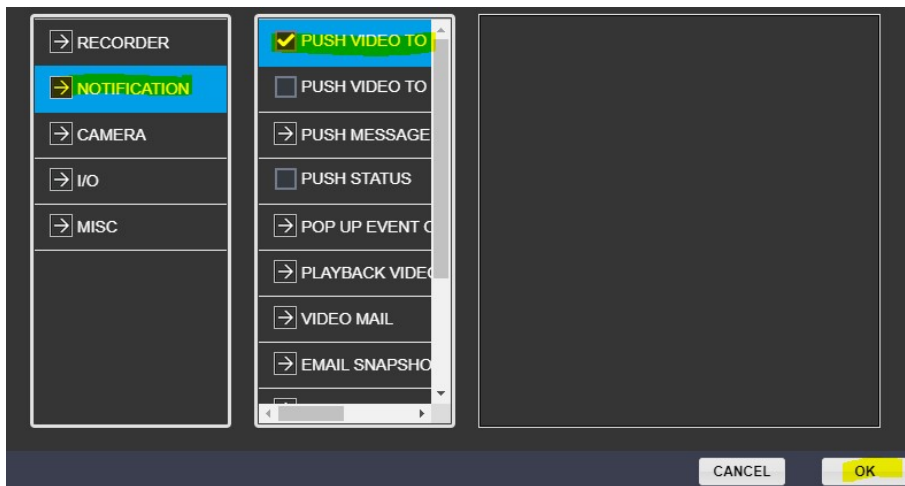 RECORDER
NOTIFICATION
CAMERA
I/O
MISC
PUSH VIDEO TO
PUSH VIDEO TO
PUSH MESSAGE
PUSH STATUS
POP UP EVENT
PLAYBACK VIDEO
VIDEO MAIL
EMAIL SNAPSHO
CANCEL
OK